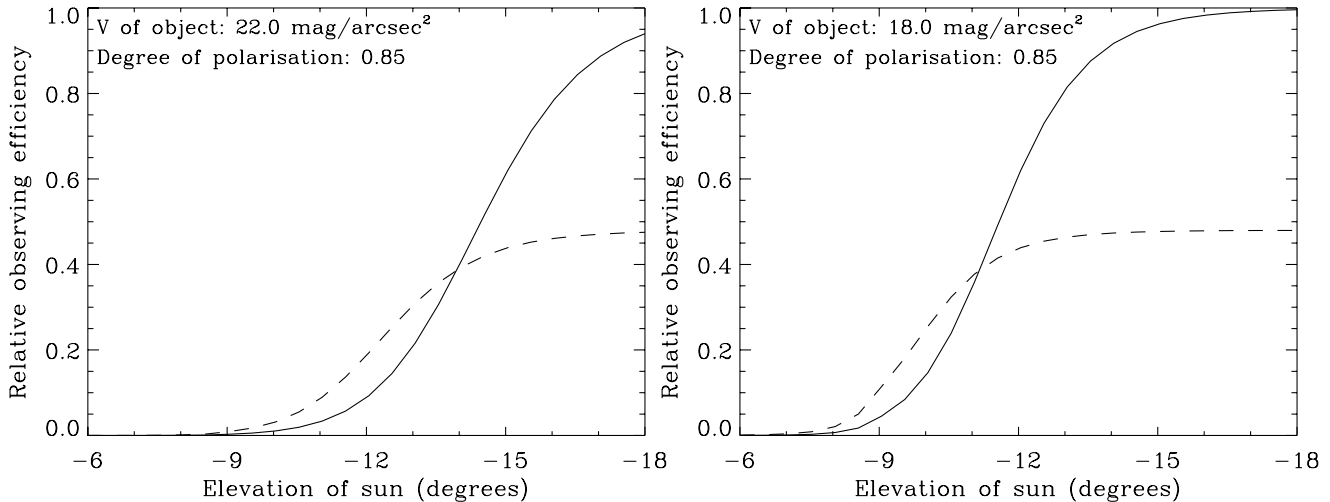 V of object: 22.0 mag/arcsec²
Degree of polarisation: 0.85
Relative observing efficiency
1.0
0.8
0.6
0.4
0.2
0.0
−6
−9
−12
−15
−18
Elevation of sun (degrees)
V of object: 18.0 mag/arcsec²
Degree of polarisation: 0.85
Relative observing efficiency
1.0
0.8
0.6
0.4
0.2
0.0
−6
−9
−12
−15
−18
Elevation of sun (degrees)